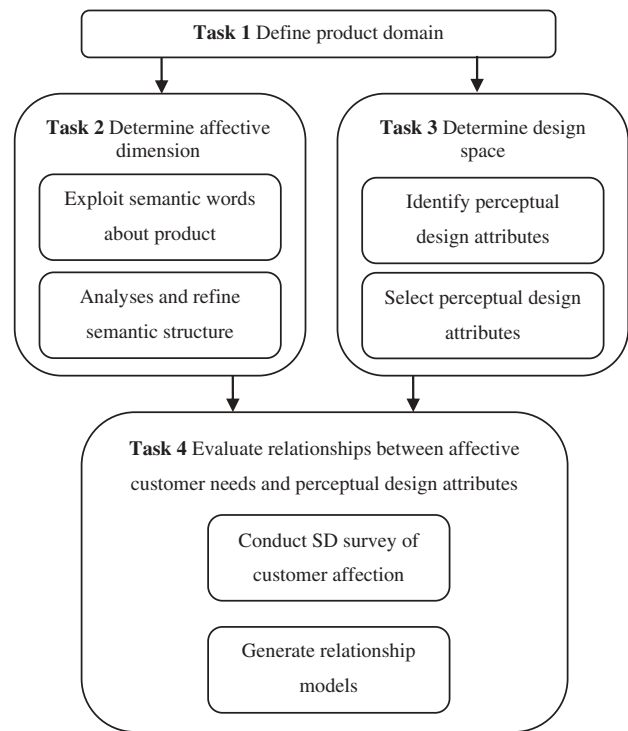 Task 1 Define product domain
Task 2 Determine affective
dimension
Exploit semantic words
about product
Analyses and refine
semantic structure
Task 3 Determine design
space
Identify perceptual
design attributes
Select perceptual design
attributes
Task 4 Evaluate relationships between affective
customer needs and perceptual design attributes
Conduct SD survey of
customer affection
Generate relationship
models